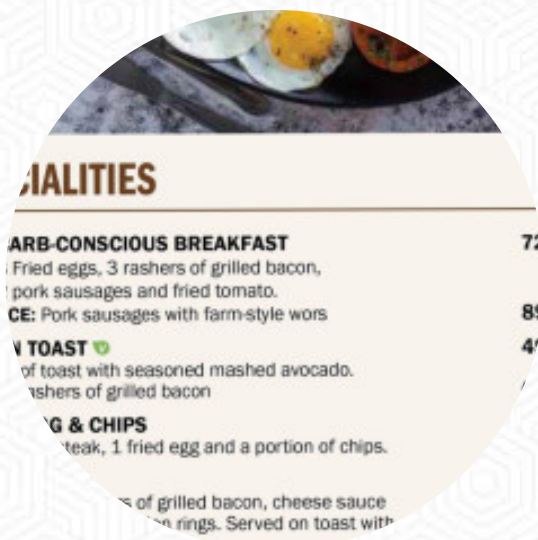 CIALITIES
ARB-CONSCIOUS BREAKFAST 72
Fried eggs, 3 rashers of grilled bacon,
pork sausages and fried tomato.
CE: Pork sausages with farm-style wors 89
N TOAST
of toast with seasoned mashed avocado.
ashers of grilled bacon
G & CHIPS
teak, 1 fried egg and a portion of chips.
of grilled bacon, cheese sauce
rings. Served on toast with